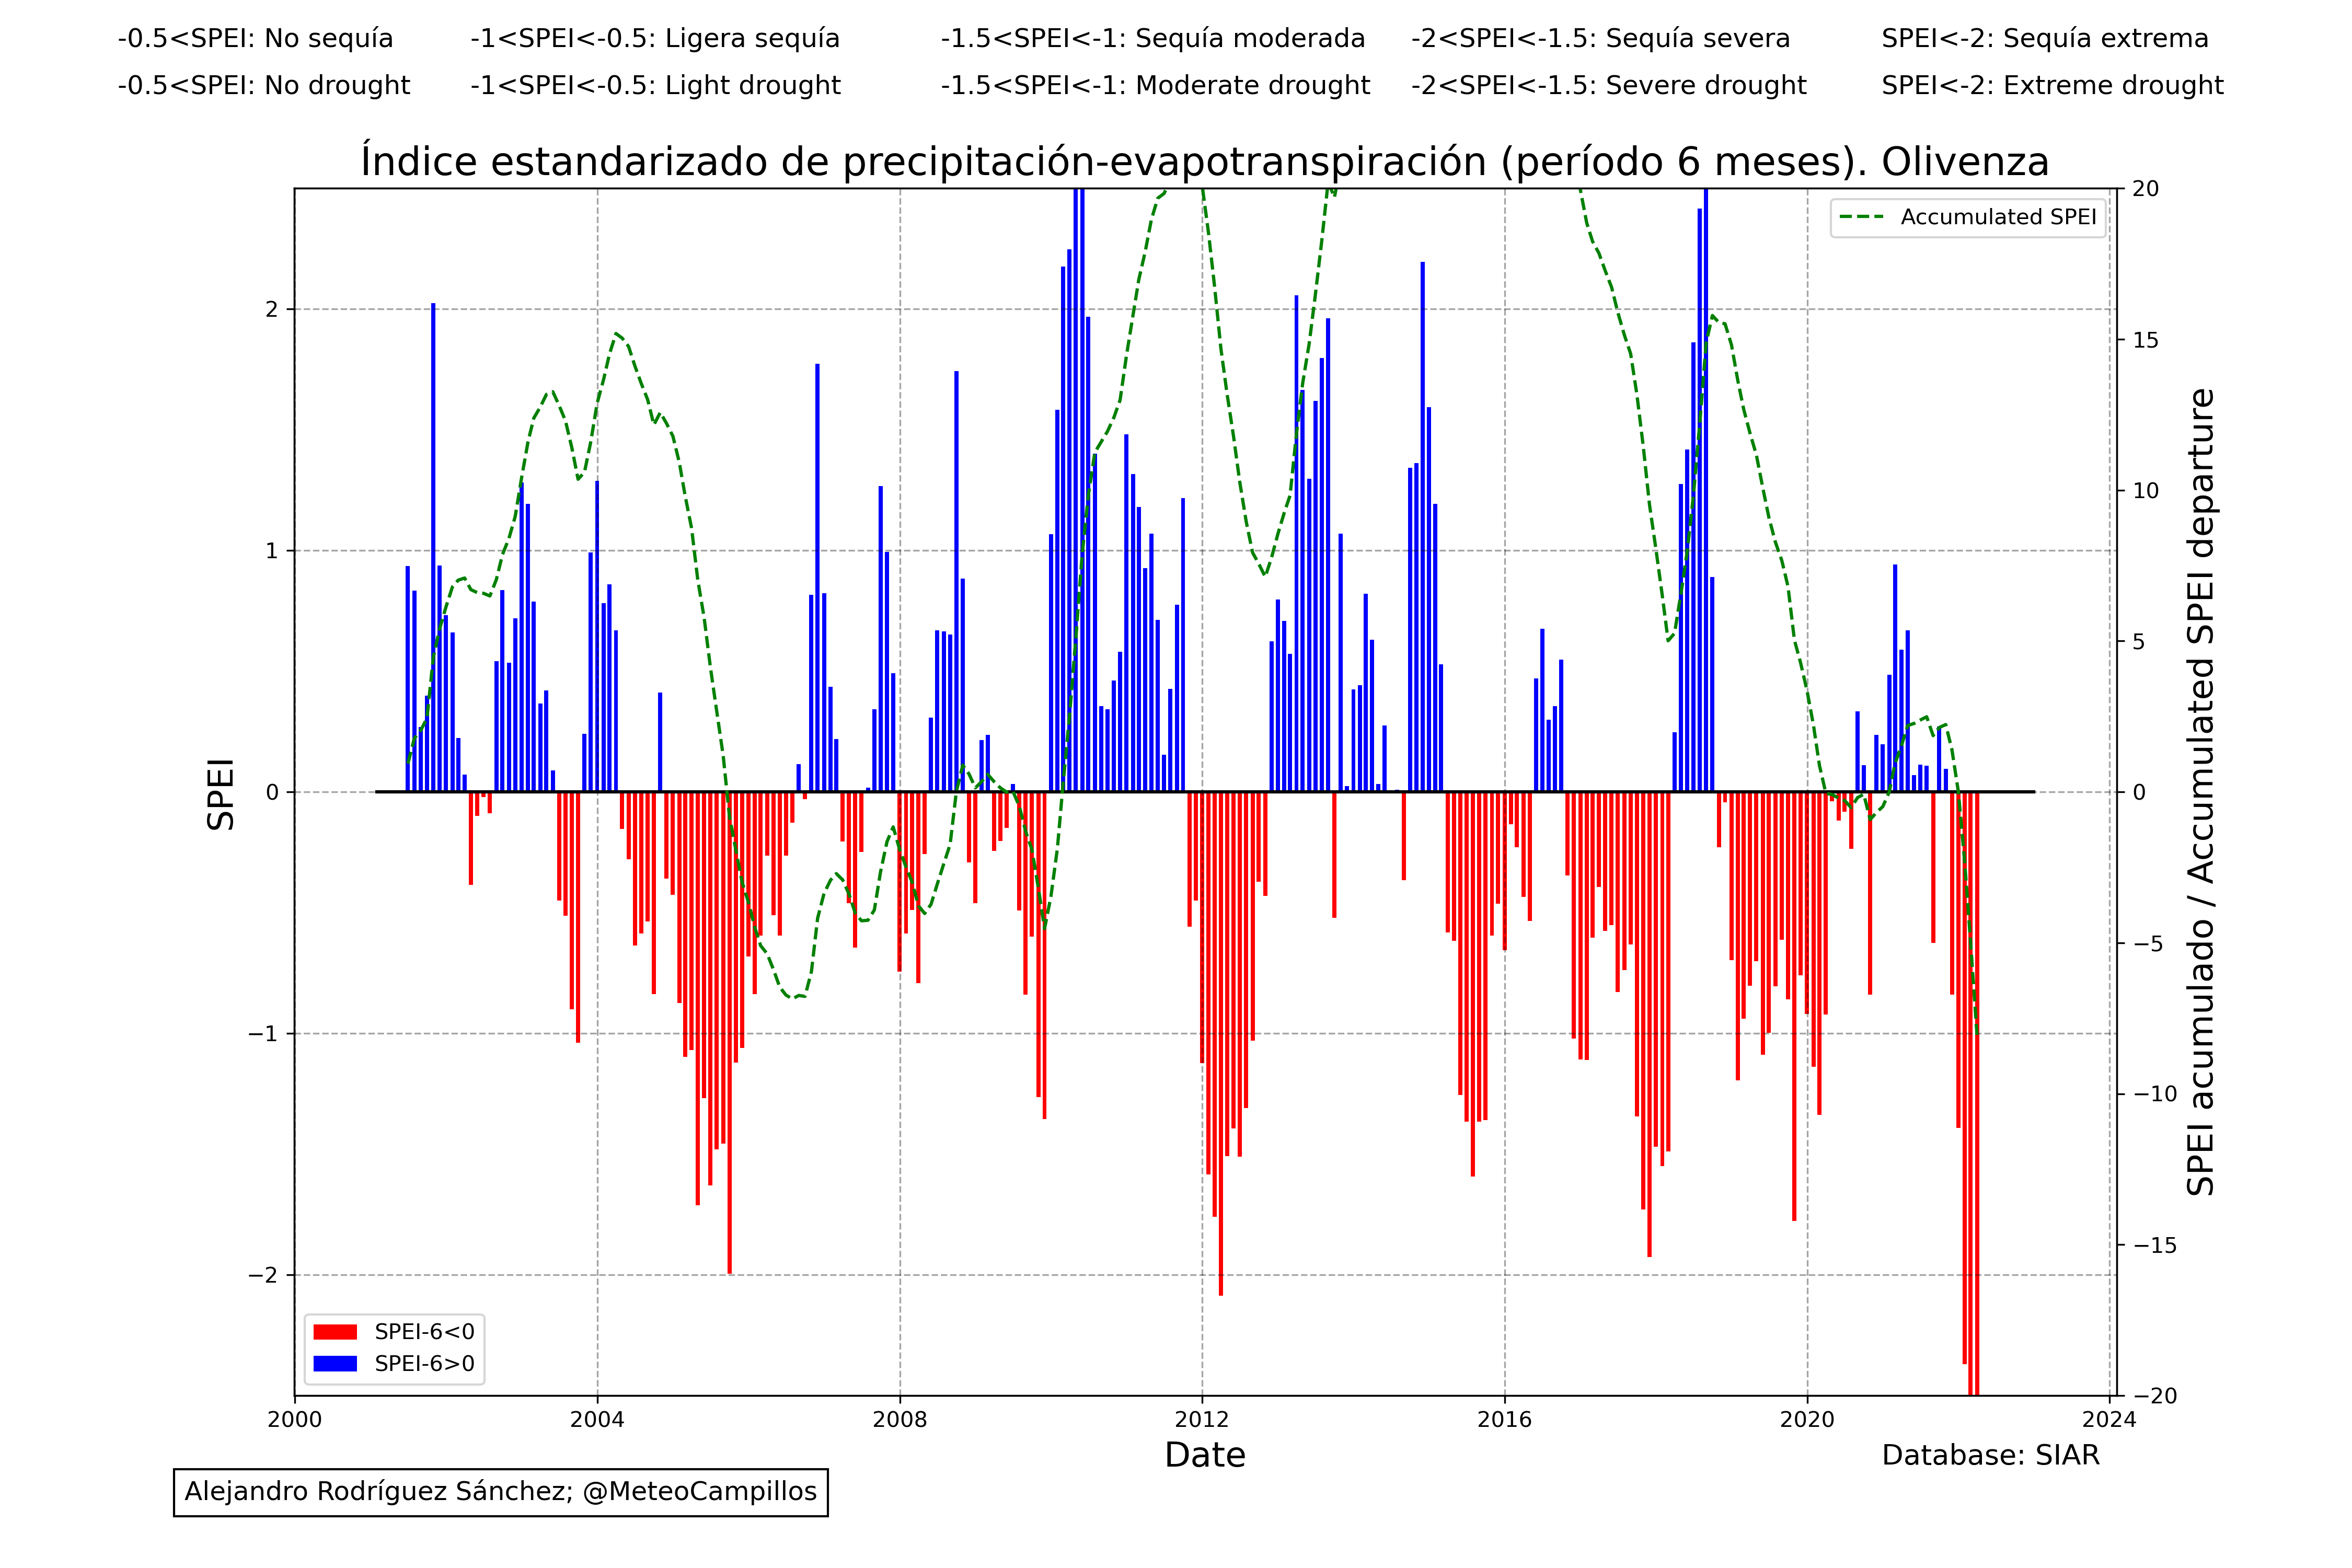 -0.5<SPEI: No sequía -1<SPEI<-0.5: Ligera sequía -1.5<SPEI<-1: Sequía moderada -2<SPEI<-1.5: Sequía severa SPEI<-2: Sequía extrema
-0.5<SPEI: No drought -1<SPEI<-0.5: Light drought -1.5<SPEI<-1: Moderate drought -2<SPEI<-1.5: Severe drought SPEI<-2: Extreme drought
Índice estandarizado de precipitación-evapotranspiración (período 6 meses). Olivenza
Accumulated SPEI
SPEI
2
1
0
−1
−2
20
15
10
5
0
−5
−10
−15
−20
SPEI acumulado / Accumulated SPEI departure
SPEI-6<0
SPEI-6>0
2000 2004 2008 2012 2016 2020 2024
Date
Database: SIAR
Alejandro Rodríguez Sánchez; @MeteoCampillos